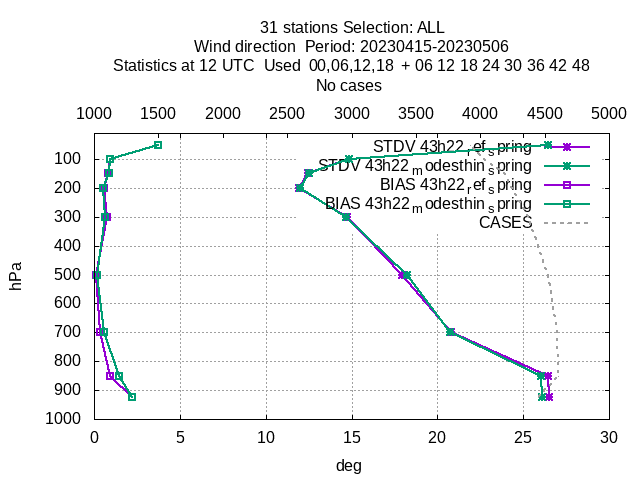 31 stations Selection: ALL
Wind direction  Period: 20230415-20230506
Statistics at 12 UTC  Used  00,06,12,18  + 06 12 18 24 30 36 42 48
No cases
1000 1500 2000 2500 3000 3500 4000 4500 5000
STDV 43h22_ref_spring
STDV 43h22_modesthin_spring
BIAS 43h22_ref_spring
BIAS 43h22_modesthin_spring
CASES
100
200
300
400
500
600
700
800
900
1000
hPa
0 5 10 15 20 25 30
deg